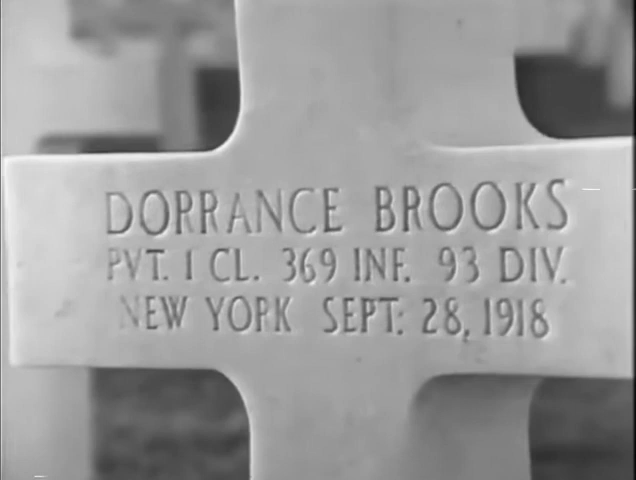 DORRANCE BROOKS
PVT. 1 CL. 369 INF. 93 DIV.
NEW YORK SEPT. 28, 1918